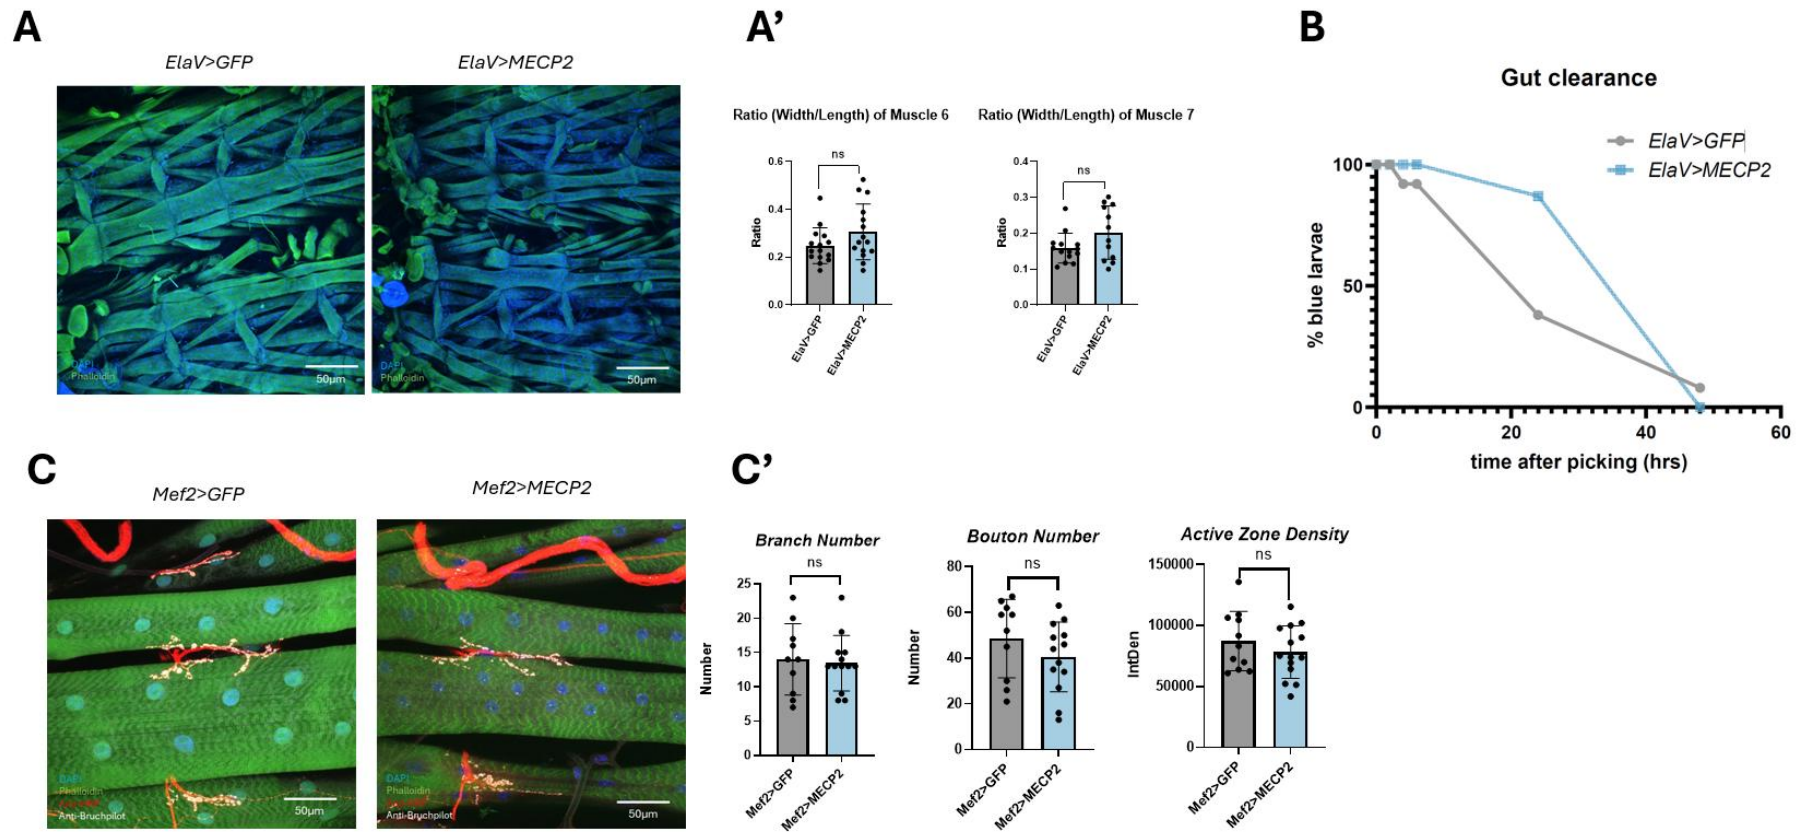 A
A'
B
ElaV>GFP
ElaV>MECP2
DAPI
Phalloidin
50µm
DAPI
Phalloidin
50µm
Ratio (Width/Length) of Muscle 6
Ratio
0.6
0.4
0.2
0.0
ns
ElaV>GFP
ElaV>MECP2
Ratio (Width/Length) of Muscle 7
Ratio
0.4
0.3
0.2
0.1
0.0
ns
ElaV>GFP
ElaV>MECP2
Gut clearance
ElaV>GFP
ElaV>MECP2
% blue larvae
100
50
0
0
20
40
60
time after picking (hrs)
C
C'
Mef2>GFP
Mef2>MECP2
DAPI
Phalloidin
Anti-Bruchpilot
50µm
DAPI
Phalloidin
Anti-Bruchpilot
50µm
Branch Number
Number
25
20
15
10
5
0
ns
Mef2>GFP
Mef2>MECP2
Bouton Number
Number
80
60
40
20
0
ns
Mef2>GFP
Mef2>MECP2
Active Zone Density
IntDen
150000
100000
50000
0
ns
Mef2>GFP
Mef2>MECP2